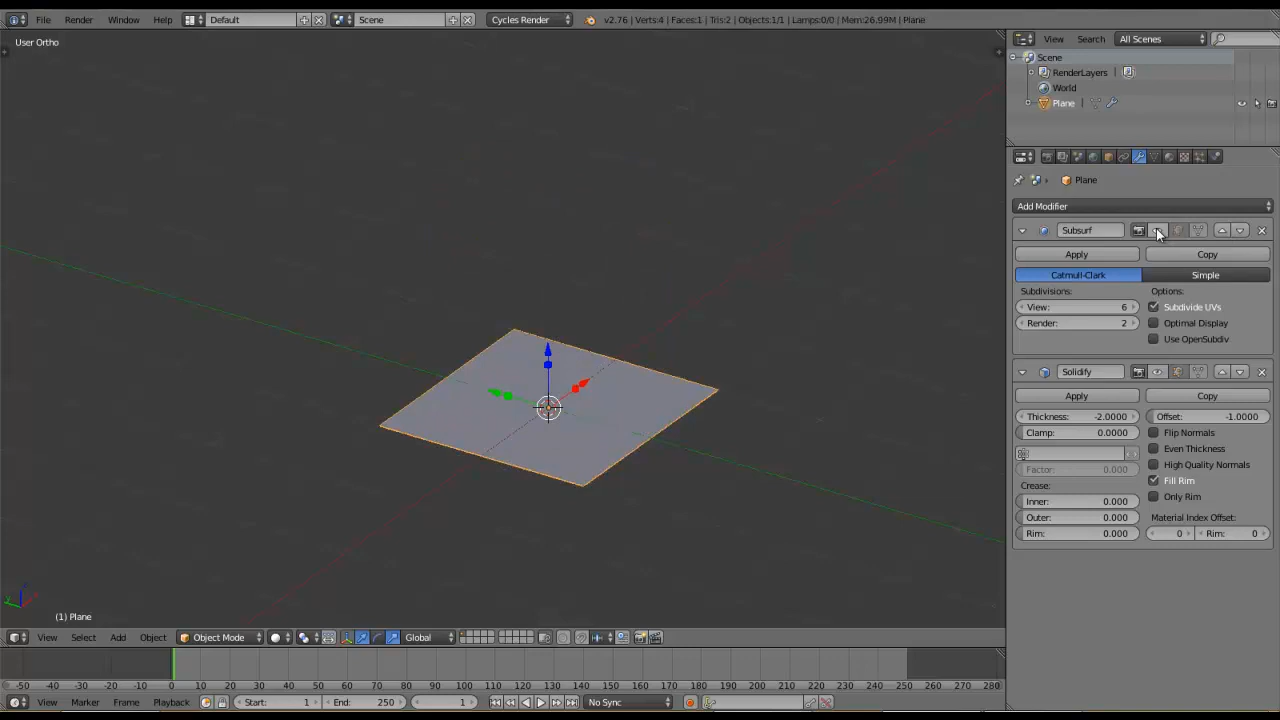 File Render Window Help Default Scene Cycles Render v2.76 | Verts:4 | Faces:1 | Tris:2 | Objects:1/1 | Lamps:0/0 | Mem:26.99M | Plane
User Ortho
View Search All Scenes
Scene
RenderLayers
World
Plane
Plane
Add Modifier
Subsurf
Apply Copy
Catmull-Clark Simple
Subdivisions: Options:
View: 6 Subdivide UVs
Render: 2 Optimal Display
Use OpenSubdiv
Solidify
Apply Copy
Thickness: -2.0000 Offset: -1.0000
Clamp: 0.0000 Flip Normals
Even Thickness
Factor: 0.000 High Quality Normals
Crease: Fill Rim
Inner: 0.000 Only Rim
Outer: 0.000 Material Index Offset:
Rim: 0.000 0 Rim: 0
(1) Plane
View Select Add Object Object Mode Global
-50 -40 -30 -20 -10 0 10 20 30 40 50 60 70 80 90 100 110 120 130 140 150 160 170 180 190 200 210 220 230 240 250 260 270 280
View Marker Frame Playback Start: 1 End: 250 1 No Sync